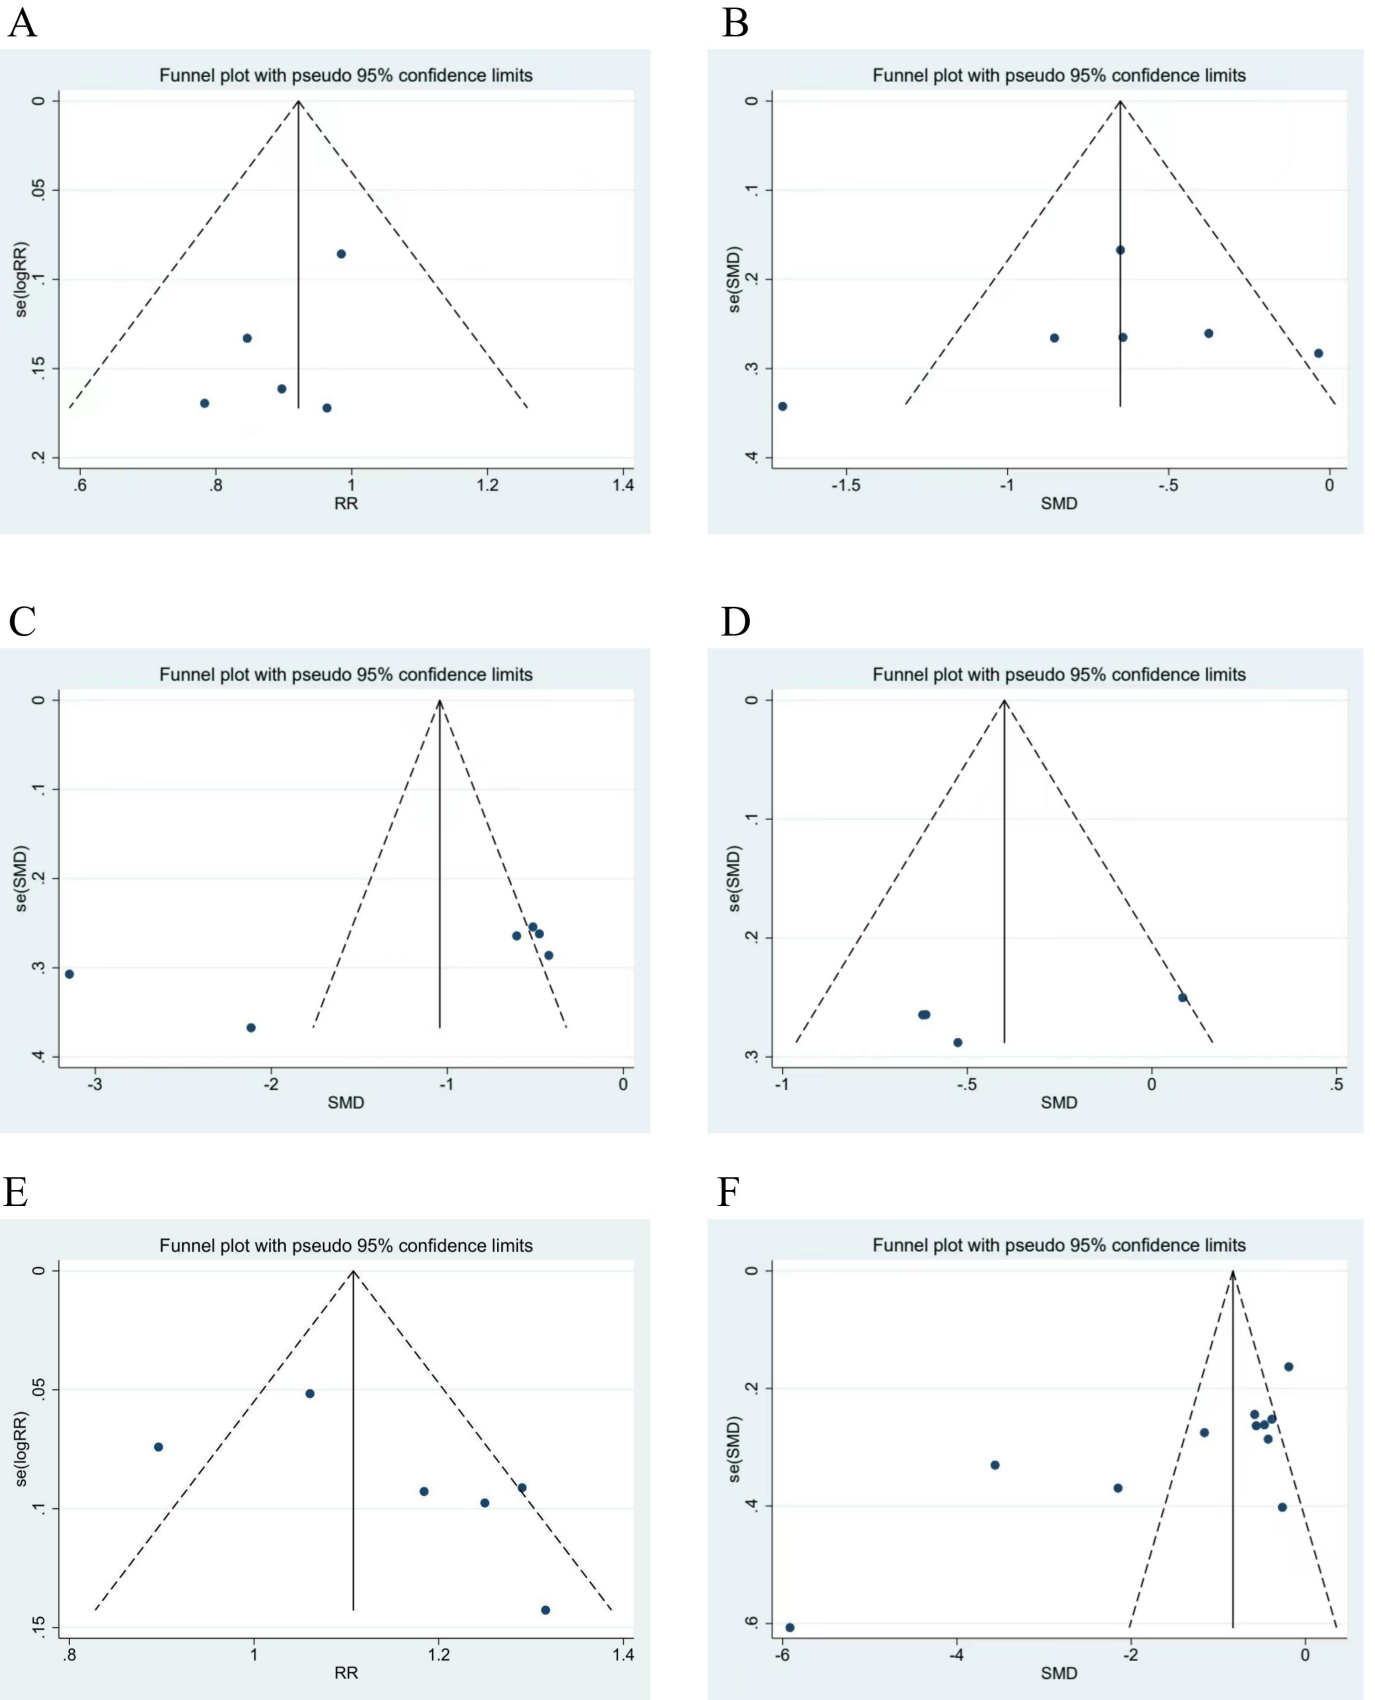 A
Funnel plot with pseudo 95% confidence limits
se(logRR)
0
.05
.1
.15
.2
.6
.8
1
1.2
1.4
RR
B
Funnel plot with pseudo 95% confidence limits
se(SMD)
0
.1
.2
.3
.4
-1.5
-1
-.5
0
SMD
C
Funnel plot with pseudo 95% confidence limits
se(SMD)
0
.1
.2
.3
.4
-3
-2
-1
0
SMD
D
Funnel plot with pseudo 95% confidence limits
se(SMD)
0
.1
.2
.3
-1
-.5
0
.5
SMD
E
Funnel plot with pseudo 95% confidence limits
se(logRR)
0
.05
.1
.15
.8
1
1.2
1.4
RR
F
Funnel plot with pseudo 95% confidence limits
se(SMD)
0
.2
.4
.6
-6
-4
-2
0
SMD